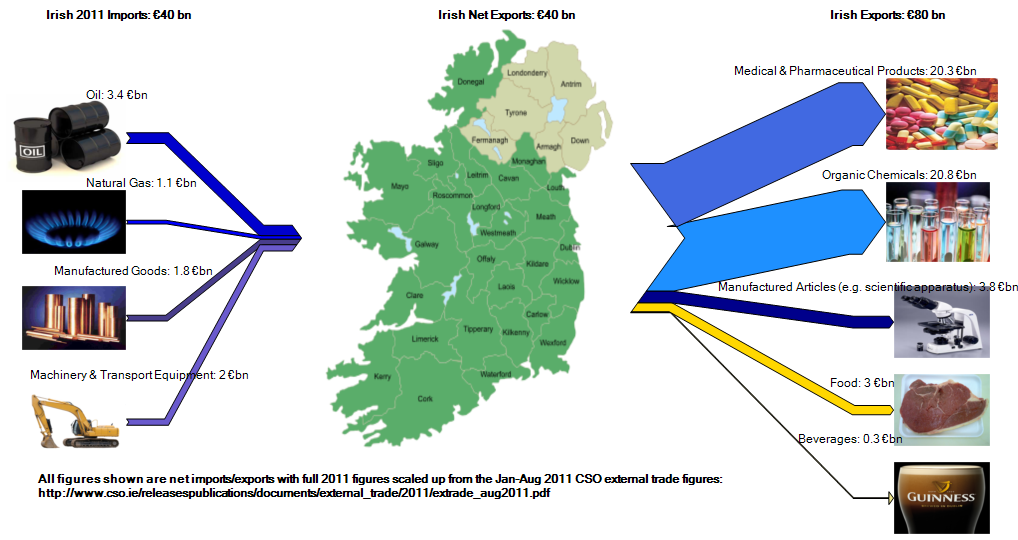 Irish 2011 Imports: €40 bn
Irish Net Exports: €40 bn
Irish Exports: €80 bn
Oil: 3.4 €bn
OIL
Natural Gas: 1.1 €bn
Manufactured Goods: 1.8 €bn
Machinery & Transport Equipment: 2 €bn
Donegal
Londonderry
Antrim
Tyrone
Fermanagh
Armagh
Down
Monaghan
Sligo
Leitrim
Cavan
Louth
Mayo
Roscommon
Longford
Meath
Westmeath
Galway
Dublin
Offaly
Kildare
Wicklow
Laois
Clare
Carlow
Tipperary
Kilkenny
Limerick
Wexford
Waterford
Kerry
Cork
Medical & Pharmaceutical Products: 20.3 €bn
Organic Chemicals: 20.8 €bn
Manufactured Articles (e.g. scientific apparatus): 3.8 €bn
Food: 3 €bn
Beverages: 0.3 €bn
GUINNESS
All figures shown are net imports/exports with full 2011 figures scaled up from the Jan-Aug 2011 CSO external trade figures:
http://www.cso.ie/releasespublications/documents/external_trade/2011/extrade_aug2011.pdf